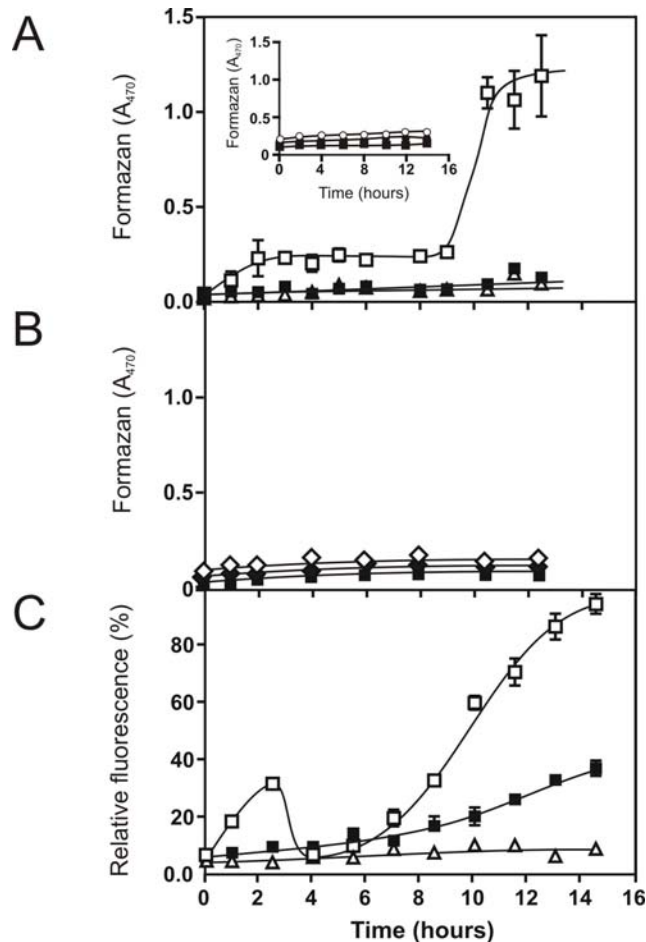 A
Formazan (A470)
1.5
1.0
0.5
0.0
Formazan (A470)
1.5
1.0
0.5
0
0 4 8 12 16
Time (hours)
B
Formazan (A470)
1.0
0.5
0
C
Relative fluorescence (%)
80
60
40
20
0.0
0 2 4 6 8 10 12 14 16
Time (hours)